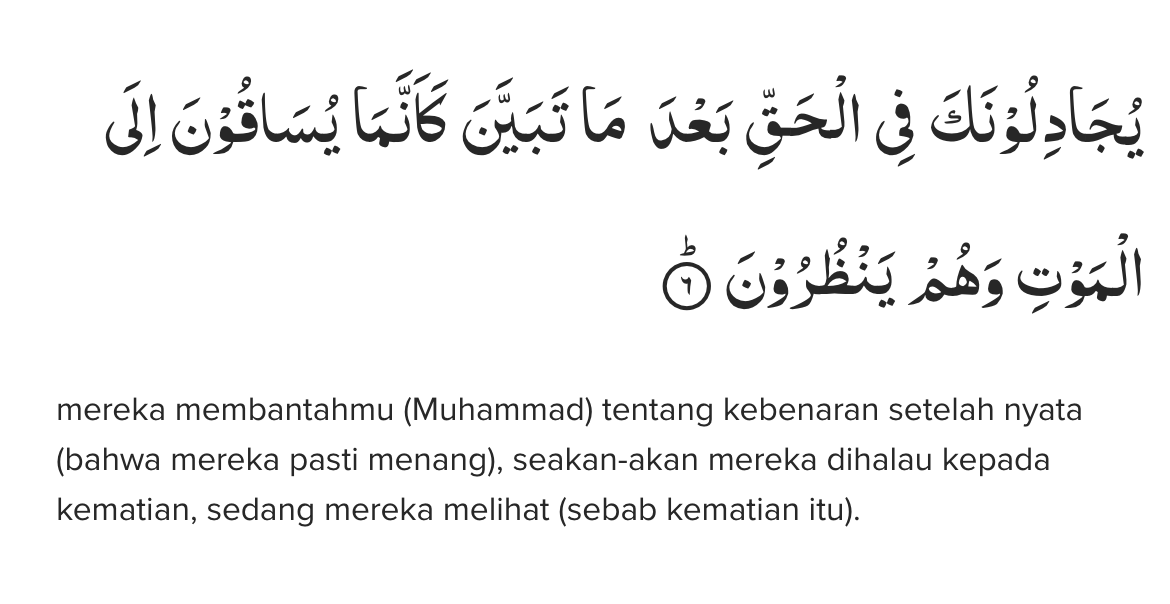 يُجَادِلُوْنَكَ فِى الْحَقِّ بَعْدَ مَا تَبَيَّنَ كَاَنَّمَا يُسَاقُوْنَ اِلَى
الْمَوْتِ وَهُمْ يَنْظُرُوْنَ ۗ ٦
mereka membantahmu (Muhammad) tentang kebenaran setelah nyata
(bahwa mereka pasti menang), seakan-akan mereka dihalau kepada
kematian, sedang mereka melihat (sebab kematian itu).